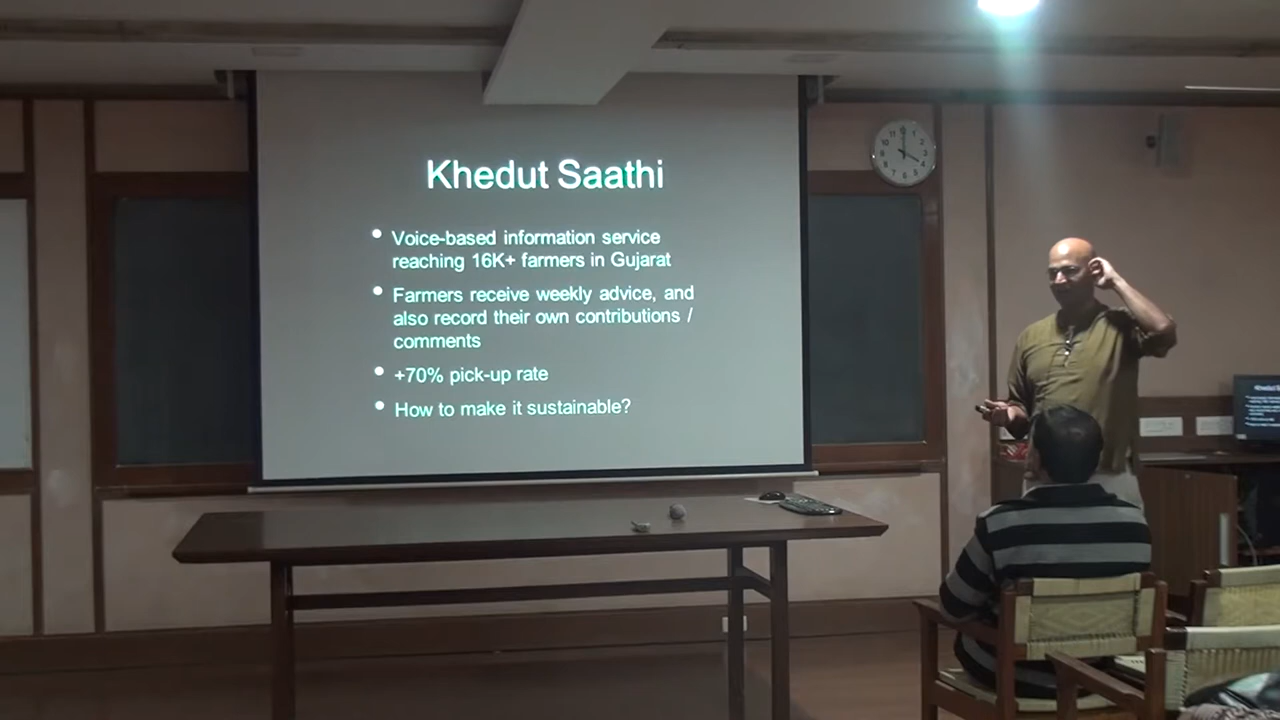 Khedut Saathi
• Voice-based information service
reaching 16K+ farmers in Gujarat
• Farmers receive weekly advice, and
also record their own contributions /
comments
• +70% pick-up rate
• How to make it sustainable?